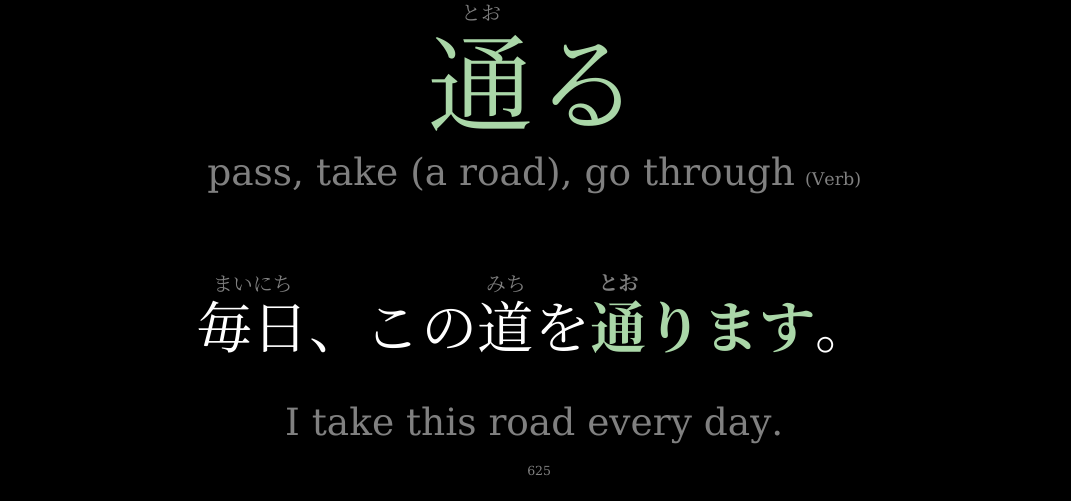 とお
通る
pass, take (a road), go through (Verb)
まいにち みち とお
毎日、この道を通ります。
I take this road every day.
625